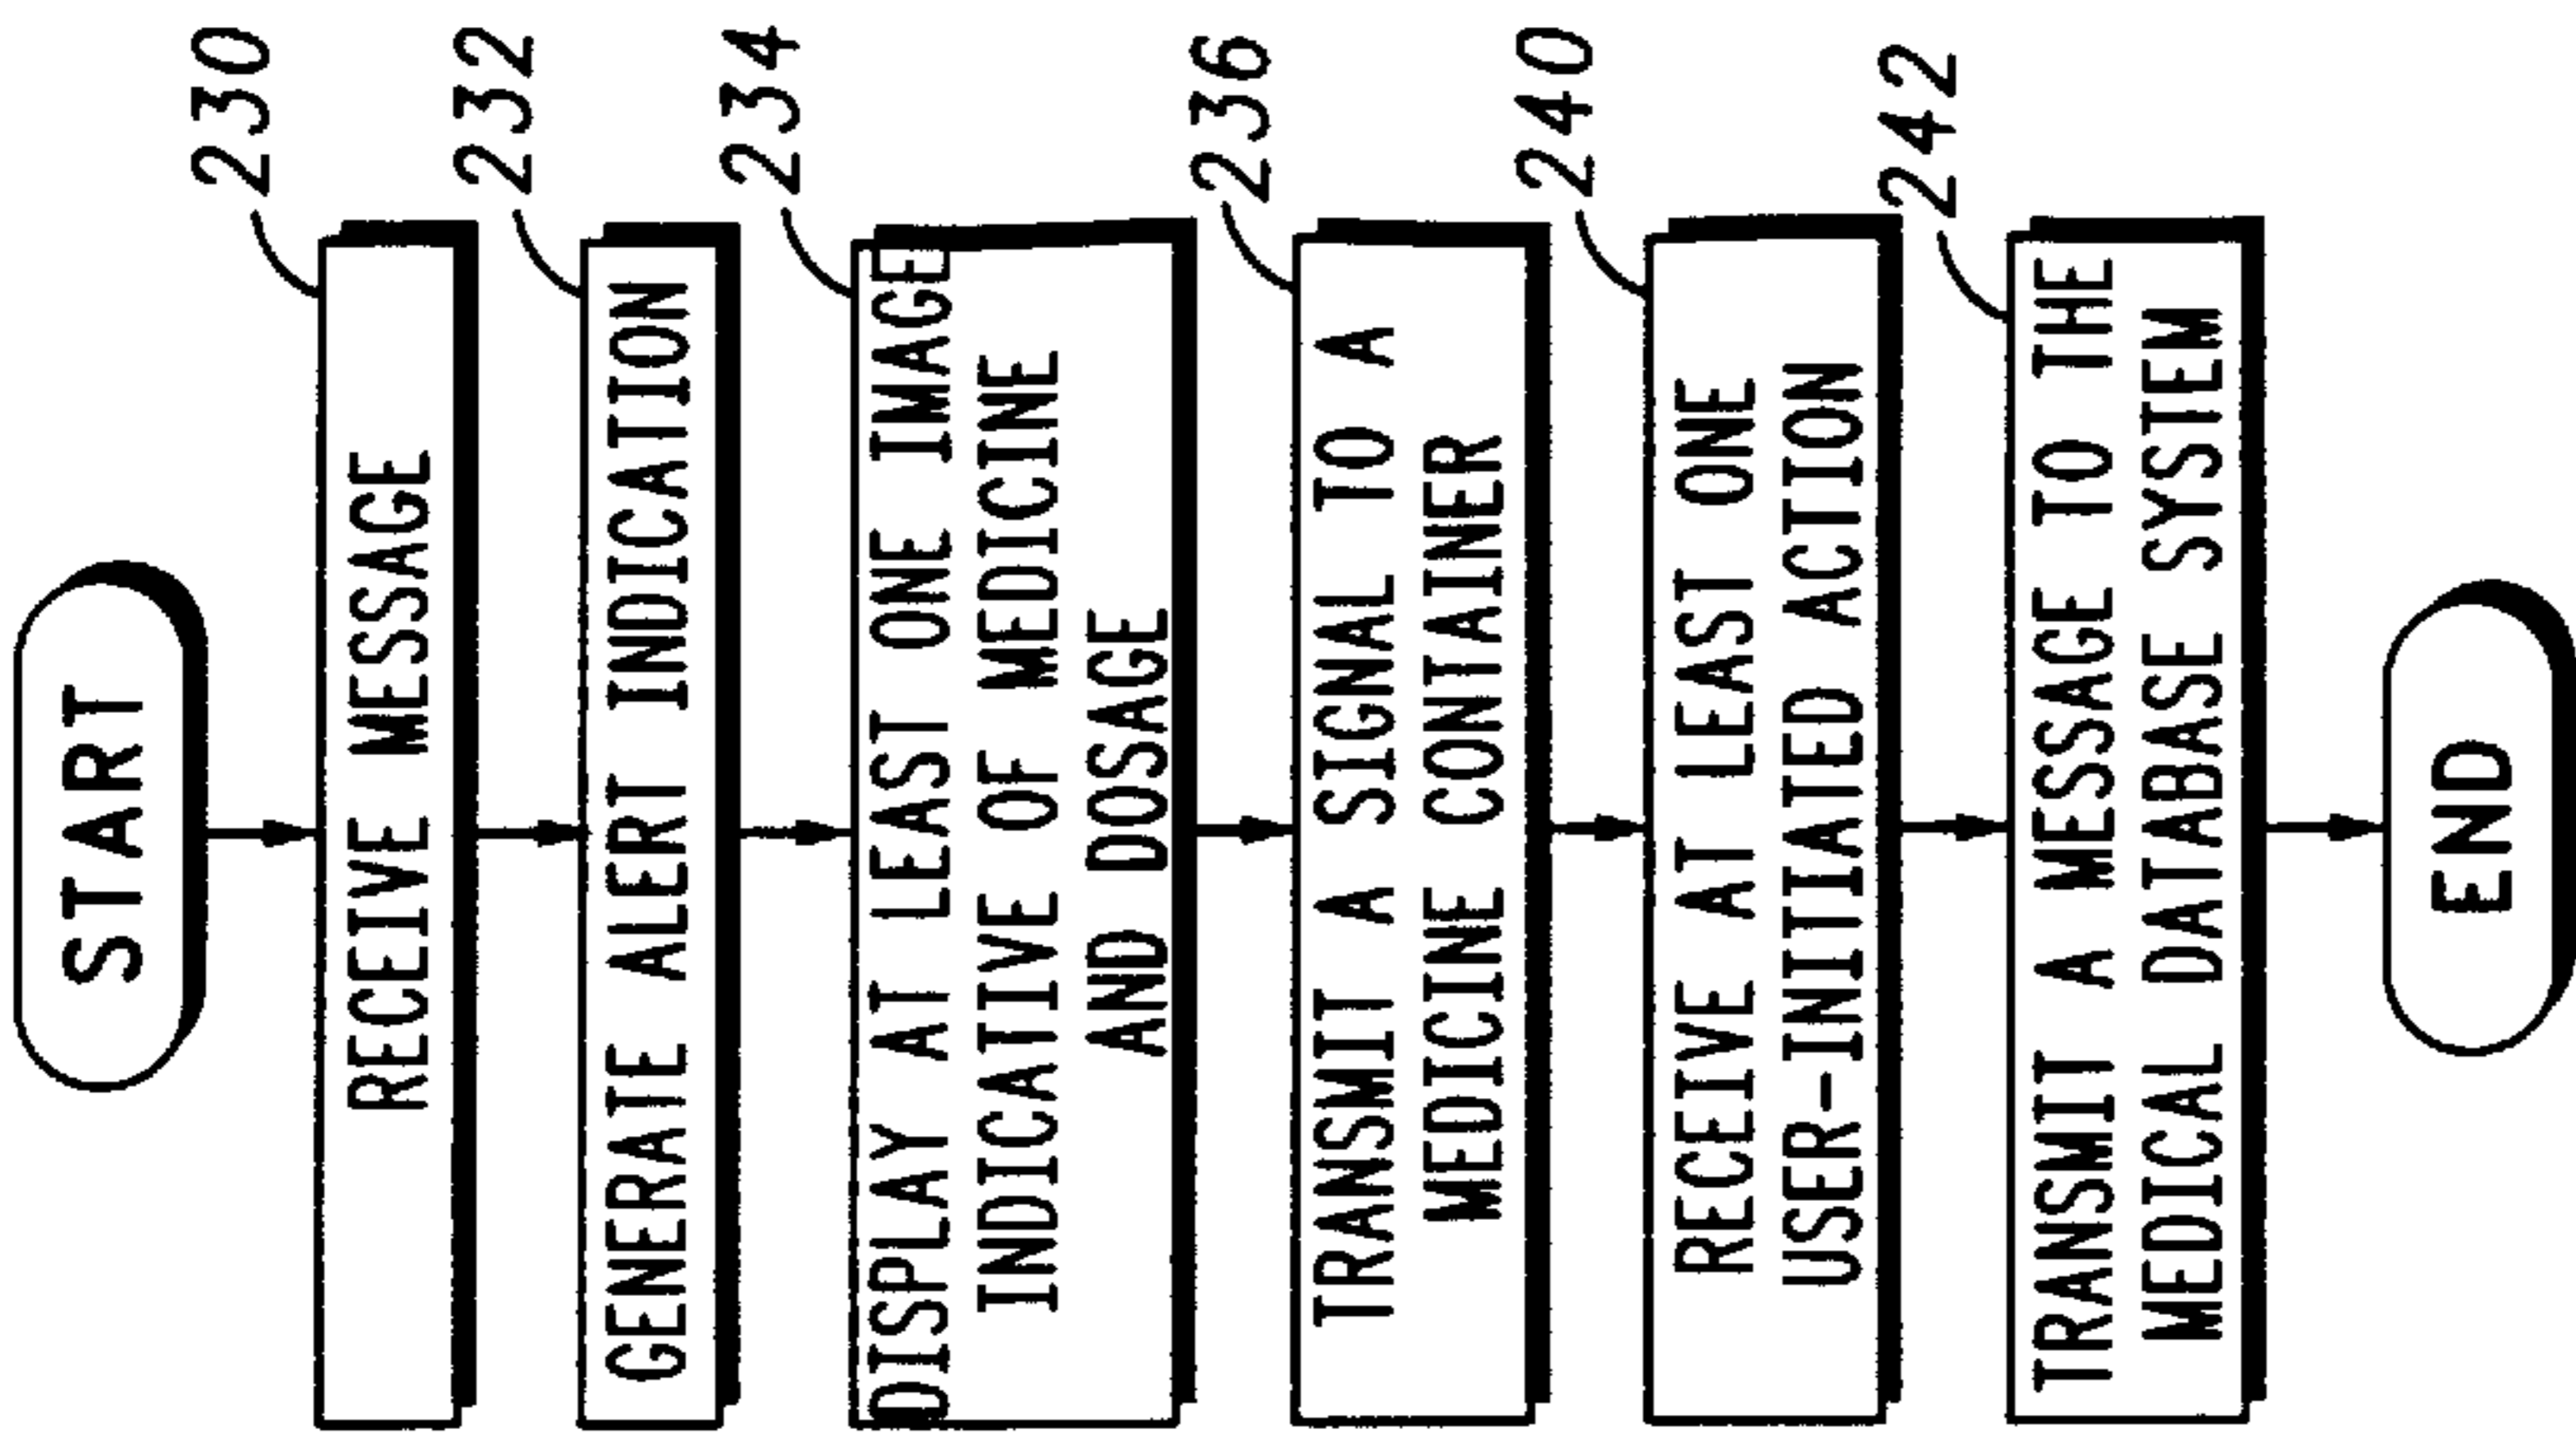 START
230
RECEIVE MESSAGE
232
GENERATE ALERT INDICATION
234
DISPLAY AT LEAST ONE IMAGE
INDICATIVE OF MEDICINE
AND DOSAGE
236
TRANSMIT A SIGNAL TO A
MEDICINE CONTAINER
240
RECEIVE AT LEAST ONE
USER-INITIATED ACTION
242
TRANSMIT A MESSAGE TO THE
MEDICAL DATABASE SYSTEM
END